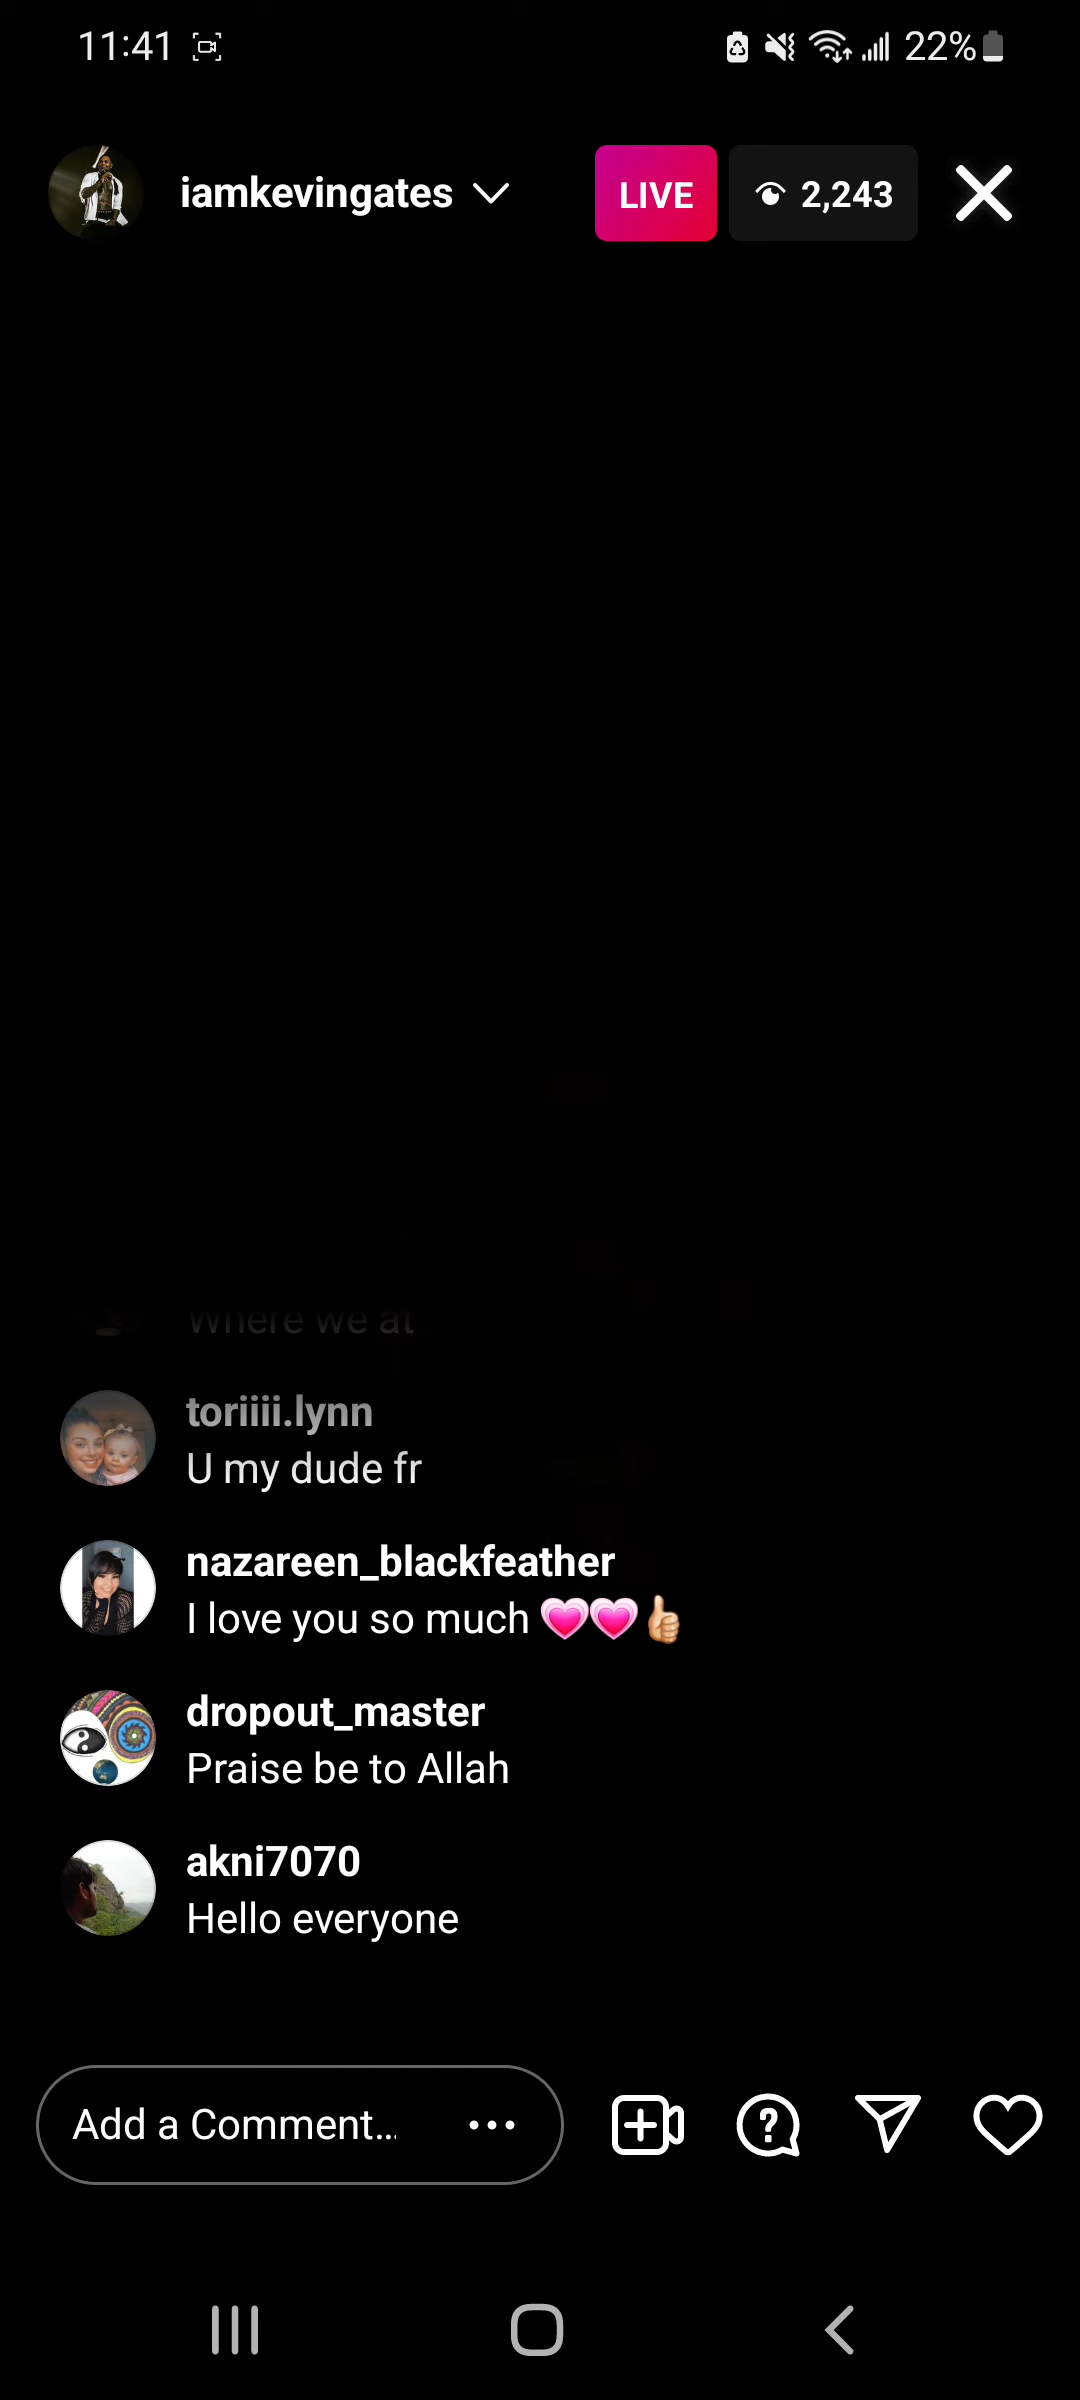 11:41
22%
iamkevingates
LIVE
2,243
Where we at
toriiii.lynn
U my dude fr
nazareen_blackfeather
I love you so much 💗💗👍🏼
dropout_master
Praise be to Allah
akni7070
Hello everyone
Add a Comment...